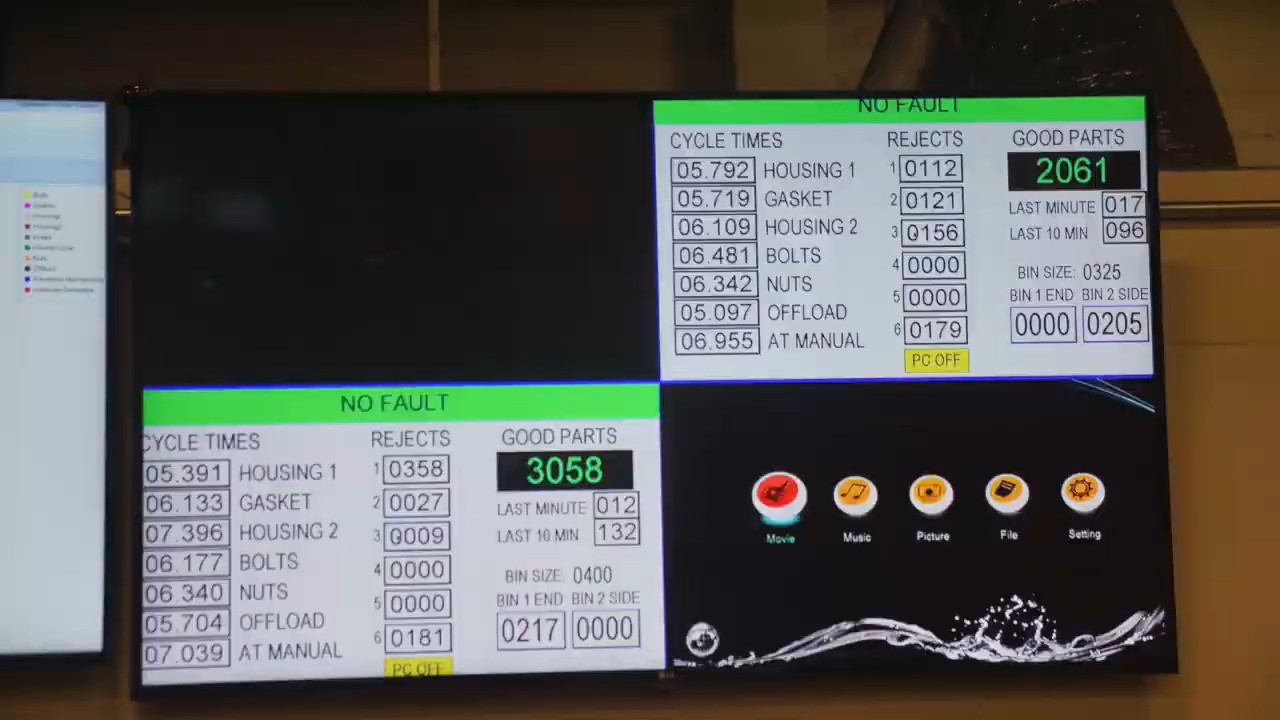 NO FAULT
CYCLE TIMES REJECTS GOOD PARTS
05.792 HOUSING 1 1 0112 2061
05.719 GASKET 2 0121 LAST MINUTE 017
06.109 HOUSING 2 3 0156 LAST 10 MIN 096
06.481 BOLTS 4 0000 BIN SIZE: 0325
06.342 NUTS 5 0000 BIN 1 END BIN 2 SIDE
05.097 OFFLOAD 6 0179 0000 0205
06.955 AT MANUAL PC OFF
NO FAULT
CYCLE TIMES REJECTS GOOD PARTS
05.391 HOUSING 1 1 0358 3058
06.133 GASKET 2 0027 LAST MINUTE 012
07.396 HOUSING 2 3 0009 LAST 10 MIN 132
06.177 BOLTS 4 0000 BIN SIZE: 0400
06.340 NUTS 5 0000 BIN 1 END BIN 2 SIDE
05.704 OFFLOAD 6 0181 0217 0000
07.039 AT MANUAL PC OFF
Movie Music Picture File Setting